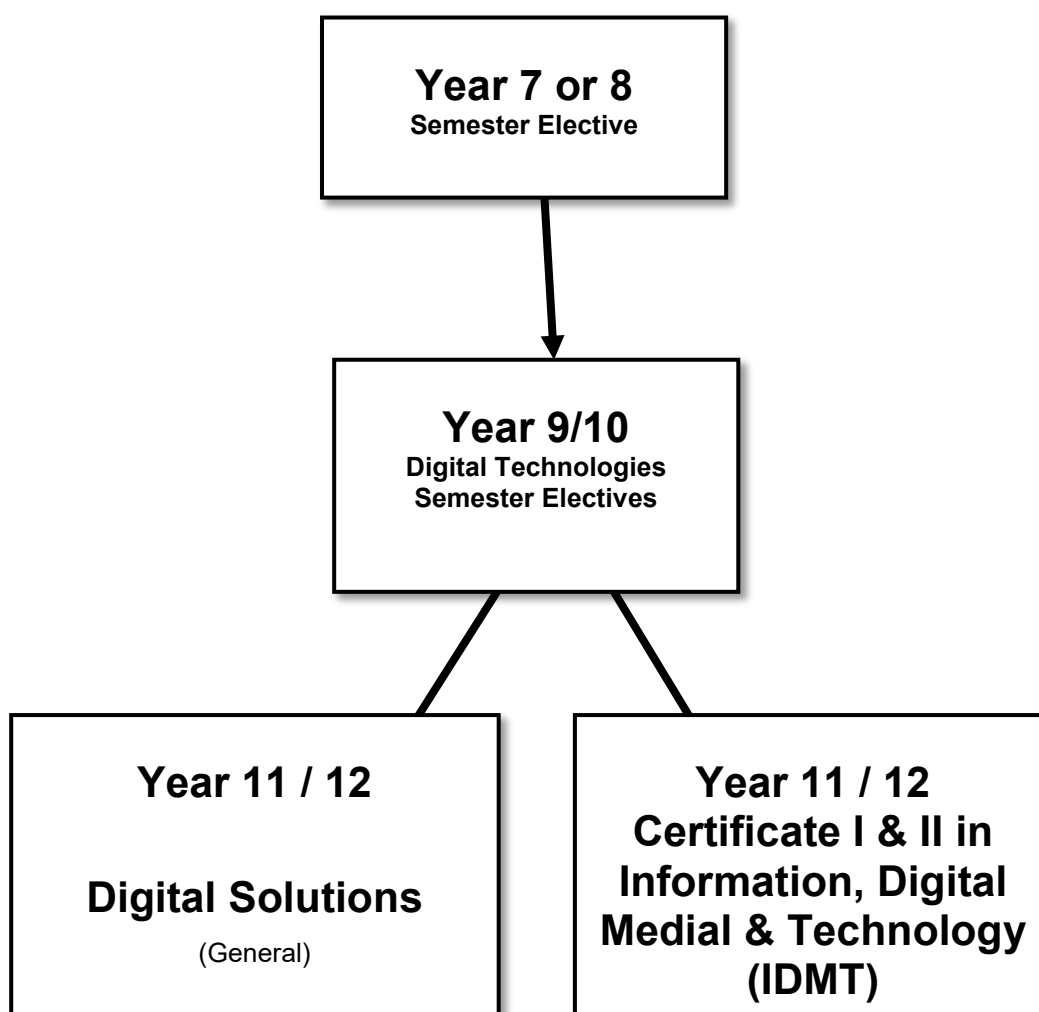 Year 7 or 8
Semester Elective
Year 9/10
Digital Technologies
Semester Electives
Year 11 / 12
Digital Solutions
(General)
Year 11 / 12
Certificate I & II in
Information, Digital
Medial & Technology
(IDMT)